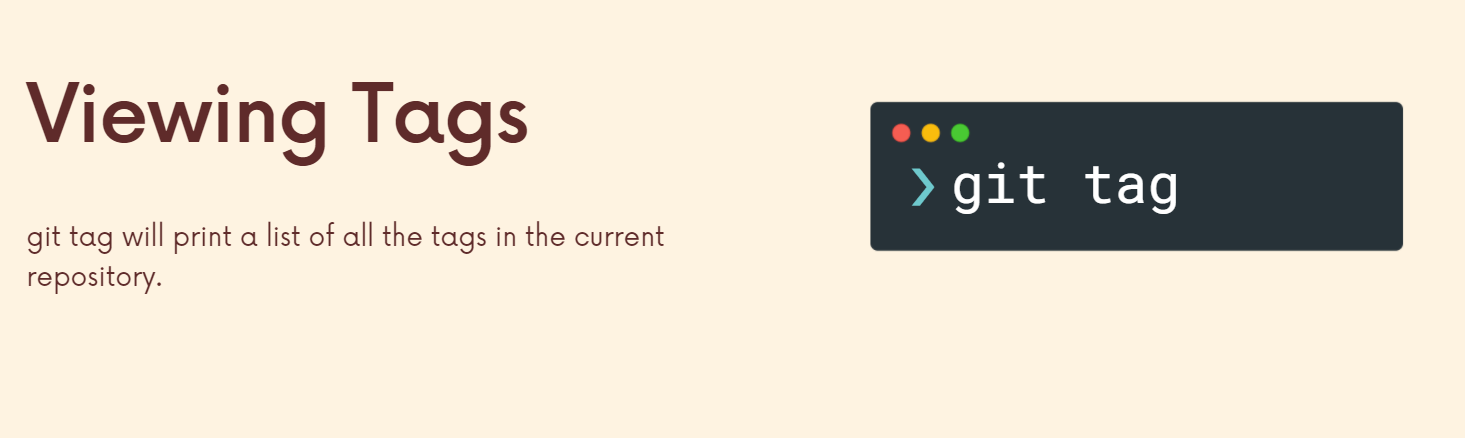 Viewing Tags
git tag will print a list of all the tags in the current
repository.
❯ git tag